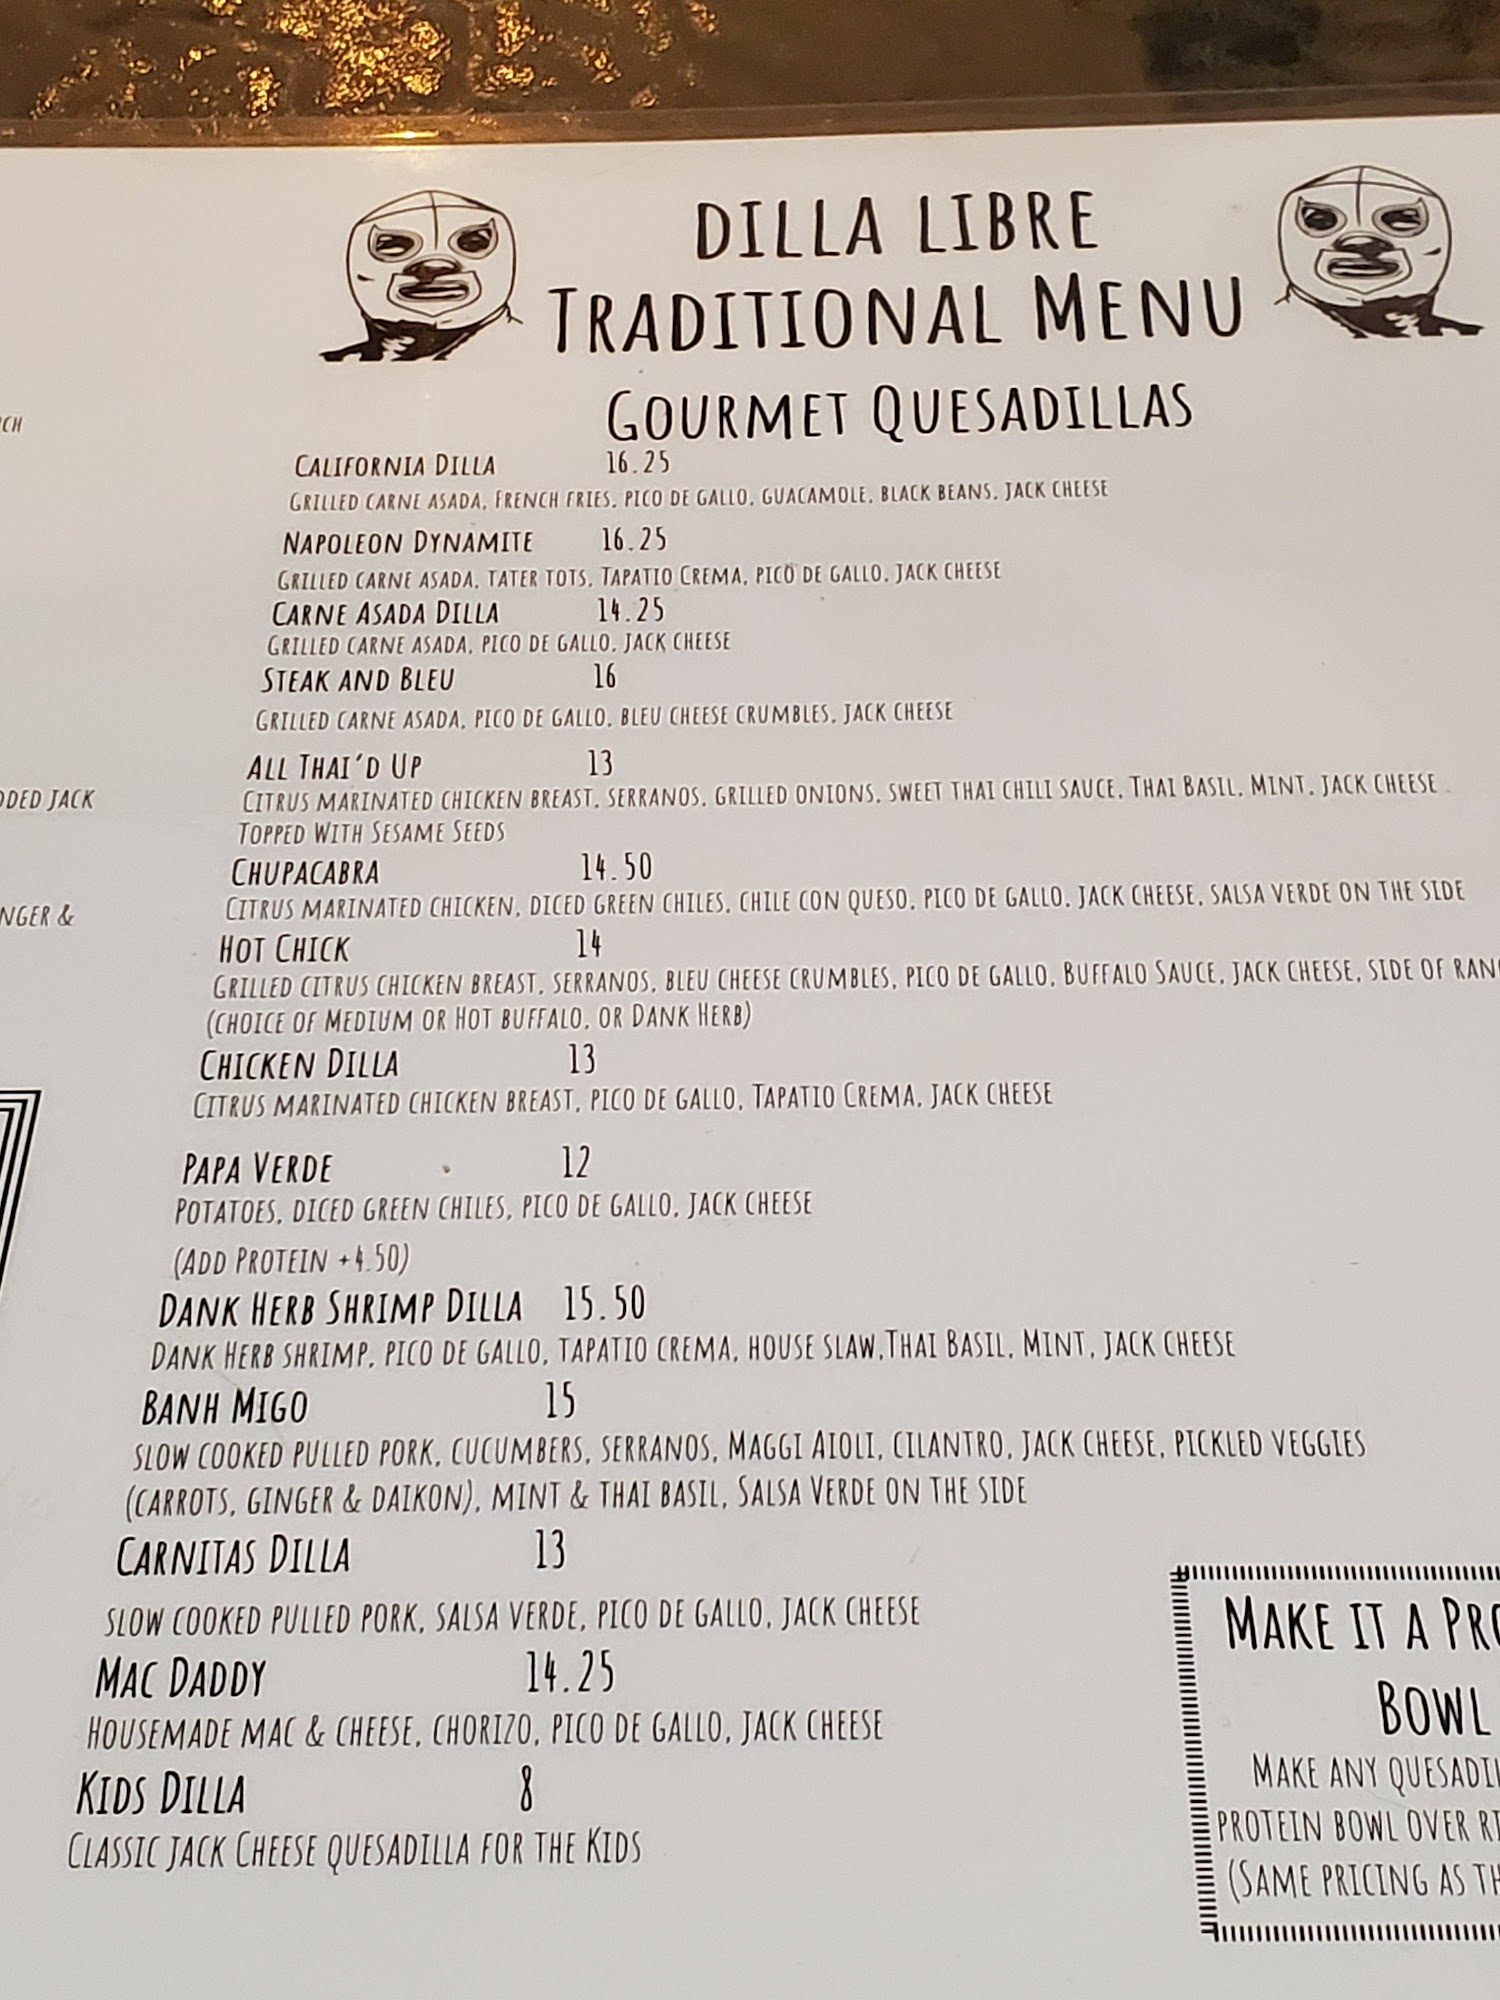 DILLA LIBRE
TRADITIONAL MENU
GOURMET QUESADILLAS
CALIFORNIA DILLA 16.25
GRILLED CARNE ASADA, FRENCH FRIES, PICO DE GALLO, GUACAMOLE, BLACK BEANS, JACK CHEESE
NAPOLEON DYNAMITE 16.25
GRILLED CARNE ASADA, TATER TOTS, TAPATIO CREMA, PICO DE GALLO, JACK CHEESE
CARNE ASADA DILLA 14.25
GRILLED CARNE ASADA, PICO DE GALLO, JACK CHEESE
STEAK AND BLEU 16
GRILLED CARNE ASADA, PICO DE GALLO, BLEU CHEESE CRUMBLES, JACK CHEESE
ALL THAI'D UP 13
CITRUS MARINATED CHICKEN BREAST, SERRANOS, GRILLED ONIONS, SWEET THAI CHILI SAUCE, THAI BASIL, MINT, JACK CHEESE.
TOPPED WITH SESAME SEEDS
CHUPACABRA 14.50
CITRUS MARINATED CHICKEN, DICED GREEN CHILES, CHILE CON QUESO, PICO DE GALLO, JACK CHEESE, SALSA VERDE ON THE SIDE
HOT CHICK 14
GRILLED CITRUS CHICKEN BREAST, SERRANOS, BLEU CHEESE CRUMBLES, PICO DE GALLO, BUFFALO SAUCE, JACK CHEESE, SIDE OF RAN
(CHOICE OF MEDIUM OR HOT BUFFALO, OR DANK HERB)
CHICKEN DILLA 13
CITRUS MARINATED CHICKEN BREAST, PICO DE GALLO, TAPATIO CREMA, JACK CHEESE
PAPA VERDE 12
POTATOES, DICED GREEN CHILES, PICO DE GALLO, JACK CHEESE
(ADD PROTEIN +4.50)
DANK HERB SHRIMP DILLA 15.50
DANK HERB SHRIMP, PICO DE GALLO, TAPATIO CREMA, HOUSE SLAW,THAI BASIL, MINT, JACK CHEESE
BANH MIGO 15
SLOW COOKED PULLED PORK, CUCUMBERS, SERRANOS, MAGGI AIOLI, CILANTRO, JACK CHEESE, PICKLED VEGGIES
(CARROTS, GINGER & DAIKON), MINT & THAI BASIL, SALSA VERDE ON THE SIDE
CARNITAS DILLA 13
SLOW COOKED PULLED PORK, SALSA VERDE, PICO DE GALLO, JACK CHEESE
MAC DADDY 14.25
HOUSEMADE MAC & CHEESE, CHORIZO, PICO DE GALLO, JACK CHEESE
KIDS DILLA 8
CLASSIC JACK CHEESE QUESADILLA FOR THE KIDS
MAKE IT A PRO
BOWL
MAKE ANY QUESADIL
PROTEIN BOWL OVER RI
(SAME PRICING AS TH
CH
DDED JACK
NGER &